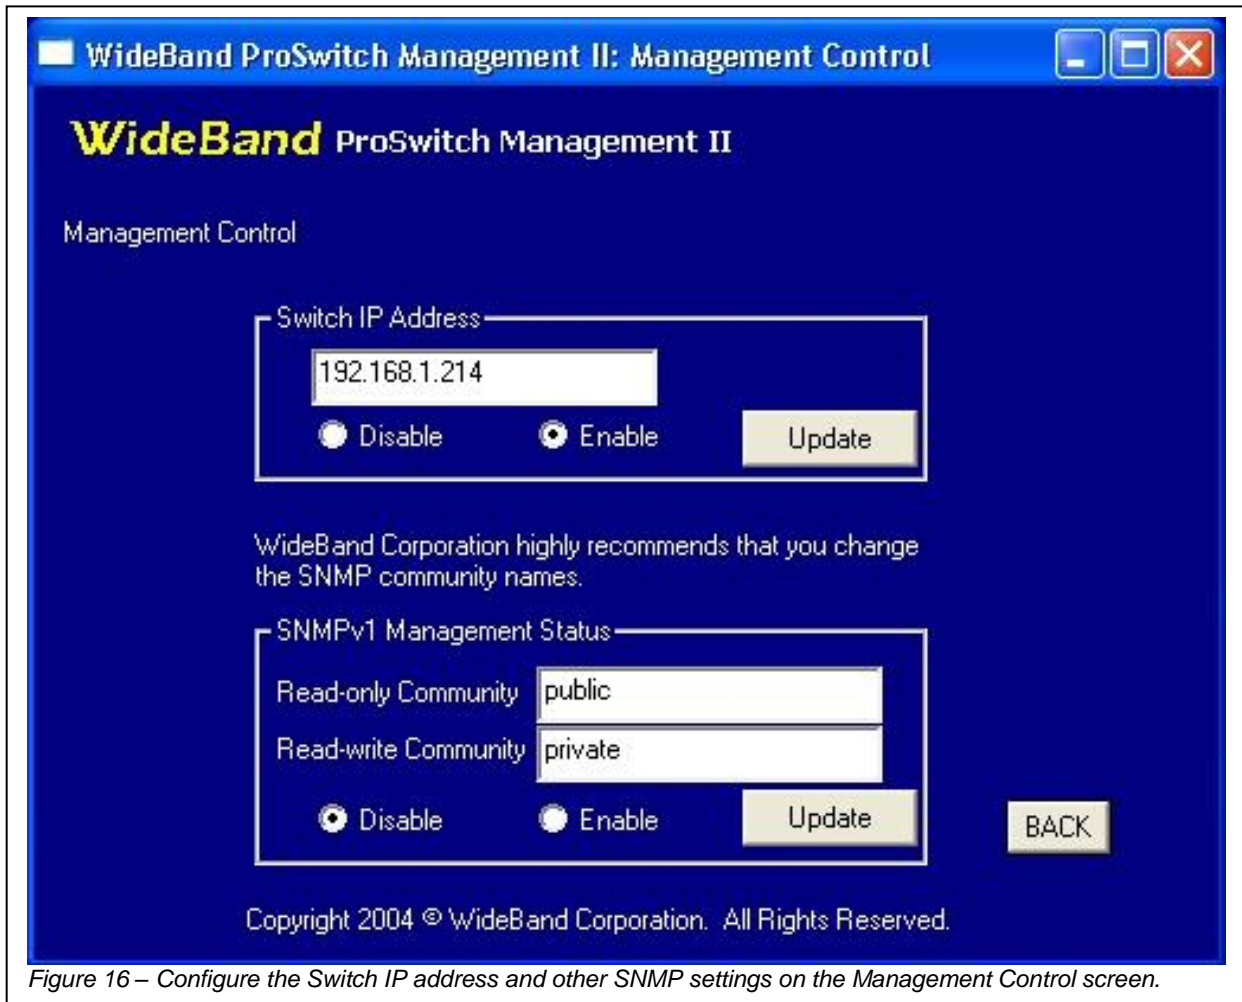 WideBand ProSwitch Management II: Management Control
WideBand ProSwitch Management II
Management Control
Switch IP Address
192.168.1.214
Disable
Enable
Update
WideBand Corporation highly recommends that you change
the SNMP community names.
SNMPv1 Management Status
Read-only Community
public
Read-write Community
private
Disable
Enable
Update
BACK
Copyright 2004 © WideBand Corporation. All Rights Reserved.
Figure 16 – Configure the Switch IP address and other SNMP settings on the Management Control screen.